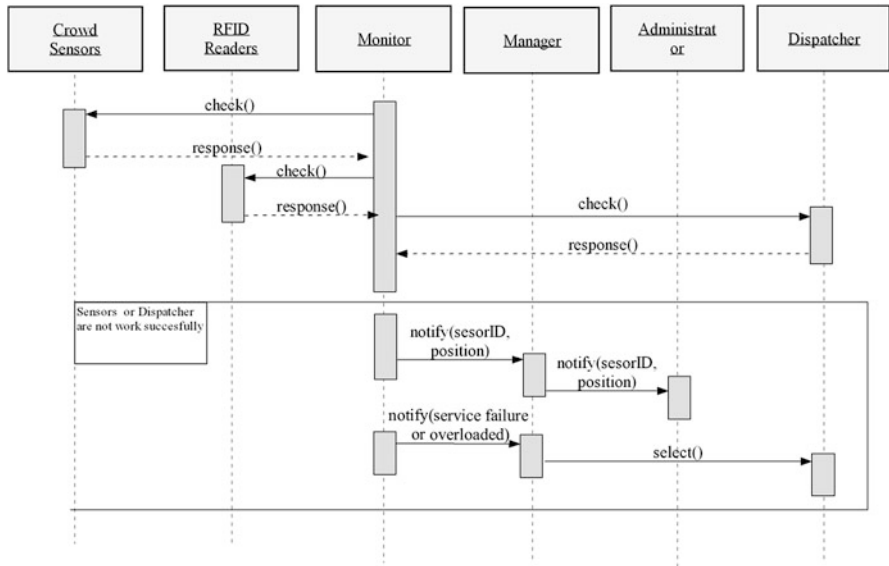 Crowd
Sensors
RFID
Readers
Monitor
Manager
Administrat
or
Dispatcher
check()
response()
check()
response()
check()
response()
Sensors or Dispatcher
are not work succesfully
notify(sesorID,
position)
notify(sesorID,
position)
notify(service failure
or overloaded)
select()